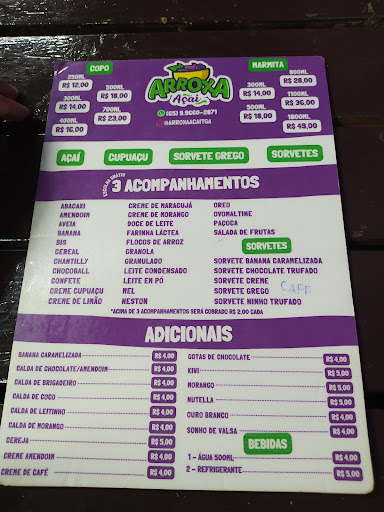 COPO
250ML
R$ 12,00
300ML
R$ 14,00
400ML
R$ 16,00
500ML
R$ 18,00
700ML
R$ 23,00
ARROXA
Açaí
(65) 9.9660-2871
@ARROXACAITGA
MARMITA
300ML
R$ 14,00
500ML
R$ 18,00
800ML
R$ 28,00
1100ML
R$ 36,00
1800ML
R$ 49,00
AÇAÍ
CUPUAÇU
SORVETE GREGO
SORVETES
ESCOLHA GRÁTIS
3 ACOMPANHAMENTOS
ABACAXI
AMENDOIM
AVEIA
BANANA
BIS
CEREAL
CHANTILLY
CHOCOBALL
CONFETE
CREME CUPUAÇU
CREME DE LIMÃO
CREME DE MARACUJÁ
CREME DE MORANGO
DOCE DE LEITE
FARINHA LÁCTEA
FLOCOS DE ARROZ
GRANOLA
GRANULADO
LEITE CONDENSADO
LEITE EM PÓ
MEL
NESTON
OREO
OVOMALTINE
PAÇOCA
SALADA DE FRUTAS
SORVETES
SORVETE BANANA CARAMELIZADA
SORVETE CHOCOLATE TRUFADO
SORVETE CREME
SORVETE GREGO CAFÉ
SORVETE NINHO TRUFADO
*ACIMA DE 3 ACOMPANHAMENTOS SERÁ COBRADO R$ 2,00 CADA
ADICIONAIS
BANANA CARAMELIZADA R$ 4,00
CALDA DE CHOCOLATE/AMENDOIM R$ 4,00
CALDA DE BRIGADEIRO R$ 4,00
CALDA DE COCO R$ 4,00
CALDA DE LEITINHO R$ 4,00
CALDA DE MORANGO R$ 4,00
CEREJA R$ 5,00
CREME AMENDOIM R$ 4,00
CREME DE CAFÉ R$ 4,00
GOTAS DE CHOCOLATE R$ 4,00
KIVI R$ 5,00
MORANGO R$ 5,00
NUTELLA R$ 5,00
OURO BRANCO R$ 4,00
SONHO DE VALSA R$ 4,00
BEBIDAS
1 - ÁGUA 500ML R$ 4,00
2 - REFRIGERANTE R$ 5,00